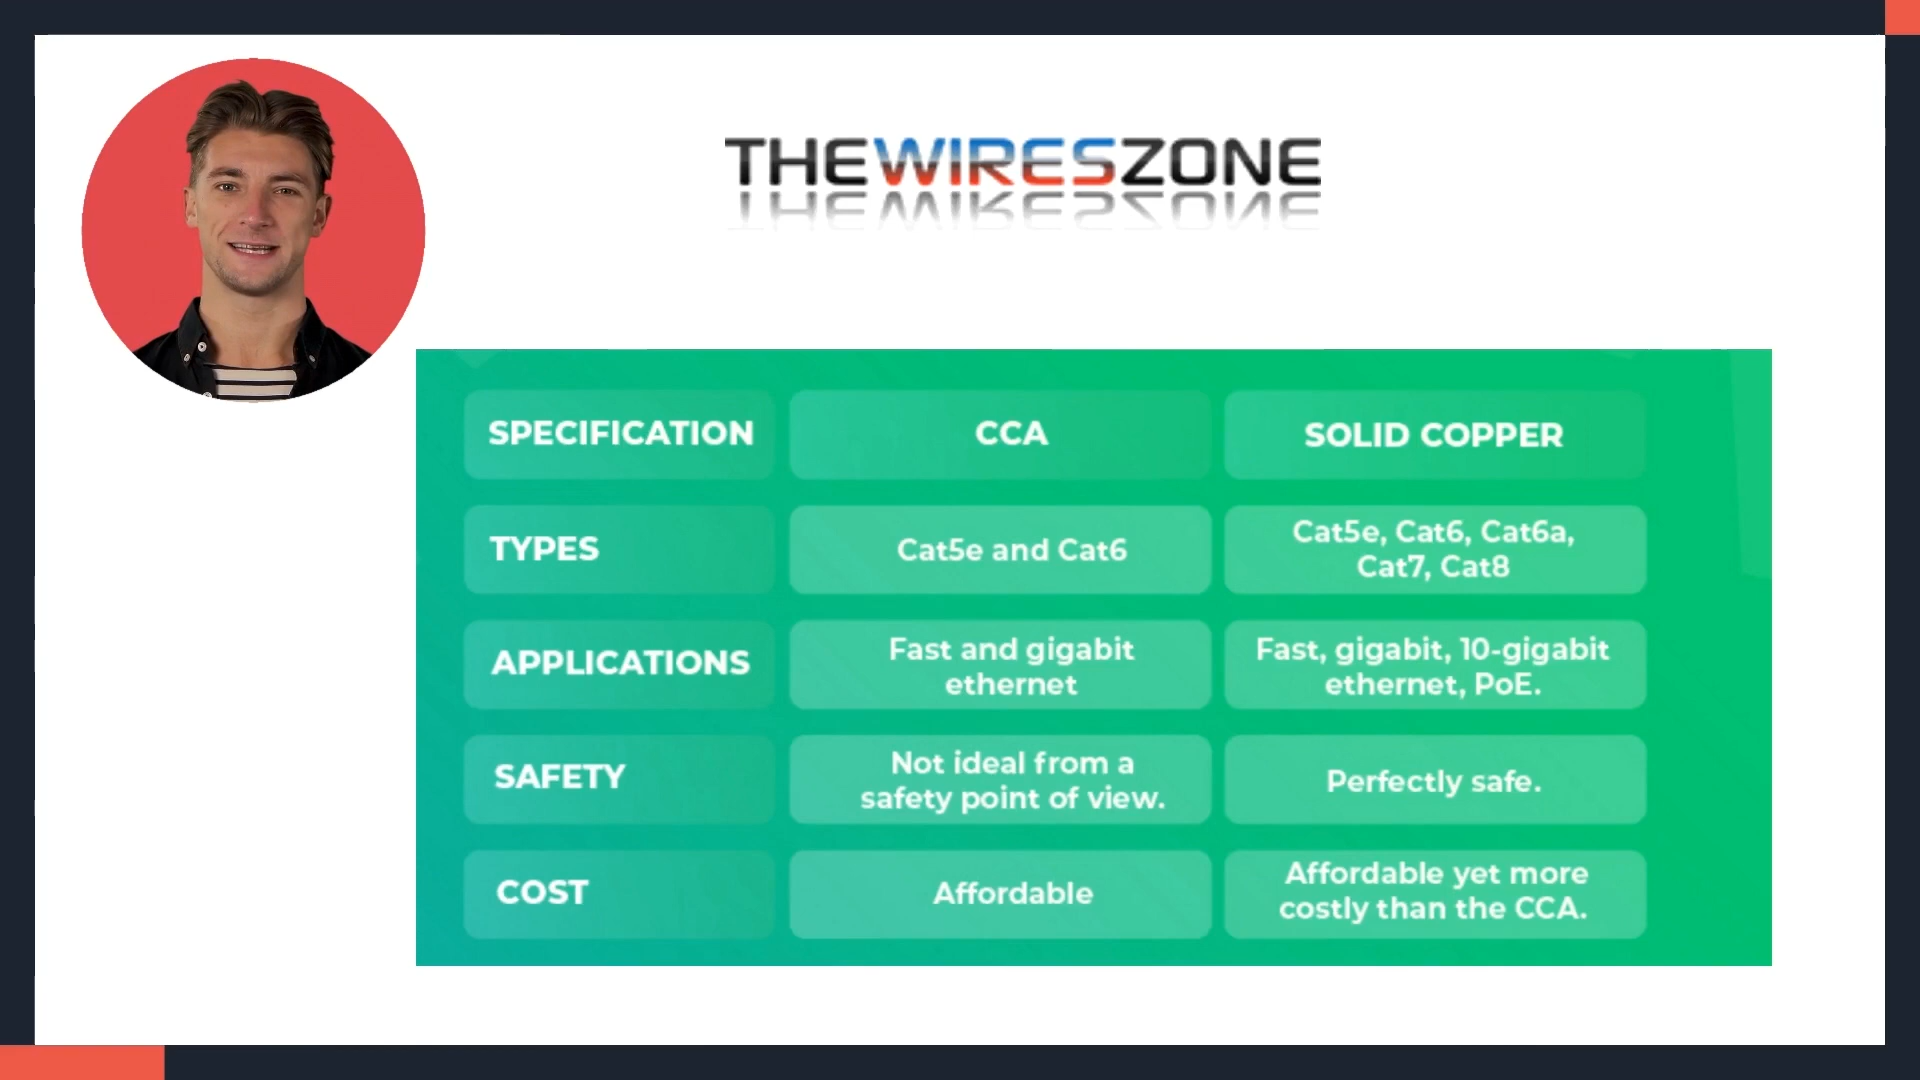 THEWIRESZONE
SPECIFICATION
CCA
SOLID COPPER
TYPES
Cat5e and Cat6
Cat5e, Cat6, Cat6a,
Cat7, Cat8
APPLICATIONS
Fast and gigabit
ethernet
Fast, gigabit, 10-gigabit
ethernet, PoE.
SAFETY
Not ideal from a
safety point of view.
Perfectly safe.
COST
Affordable
Affordable yet more
costly than the CCA.